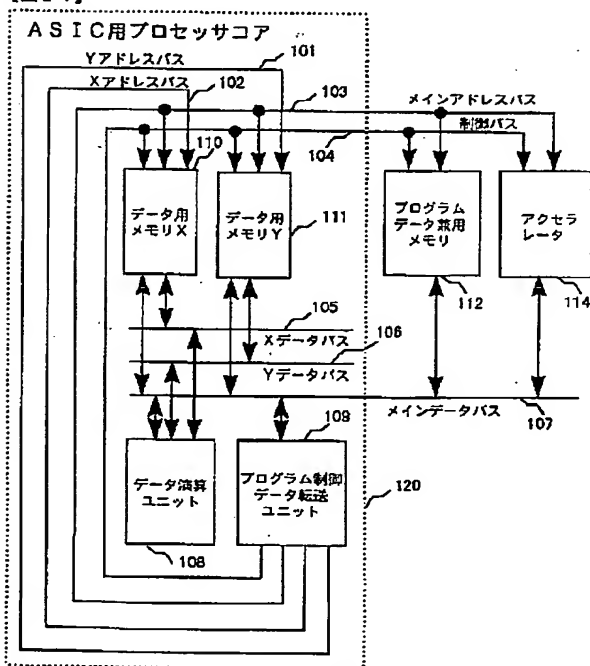 ASIC用プロセッサコア
Yアドレスバス
101
Xアドレスバス
102
103
メインアドレスバス
制御バス
104
110
データ用
メモリX
データ用
メモリY
111
プログラム
データ兼用
メモリ
112
アクセラ
レータ
114
105
Xデータバス
106
Yデータバス
メインデータバス
107
109
データ演算
ユニット
108
プログラム制御
データ転送
ユニット
120